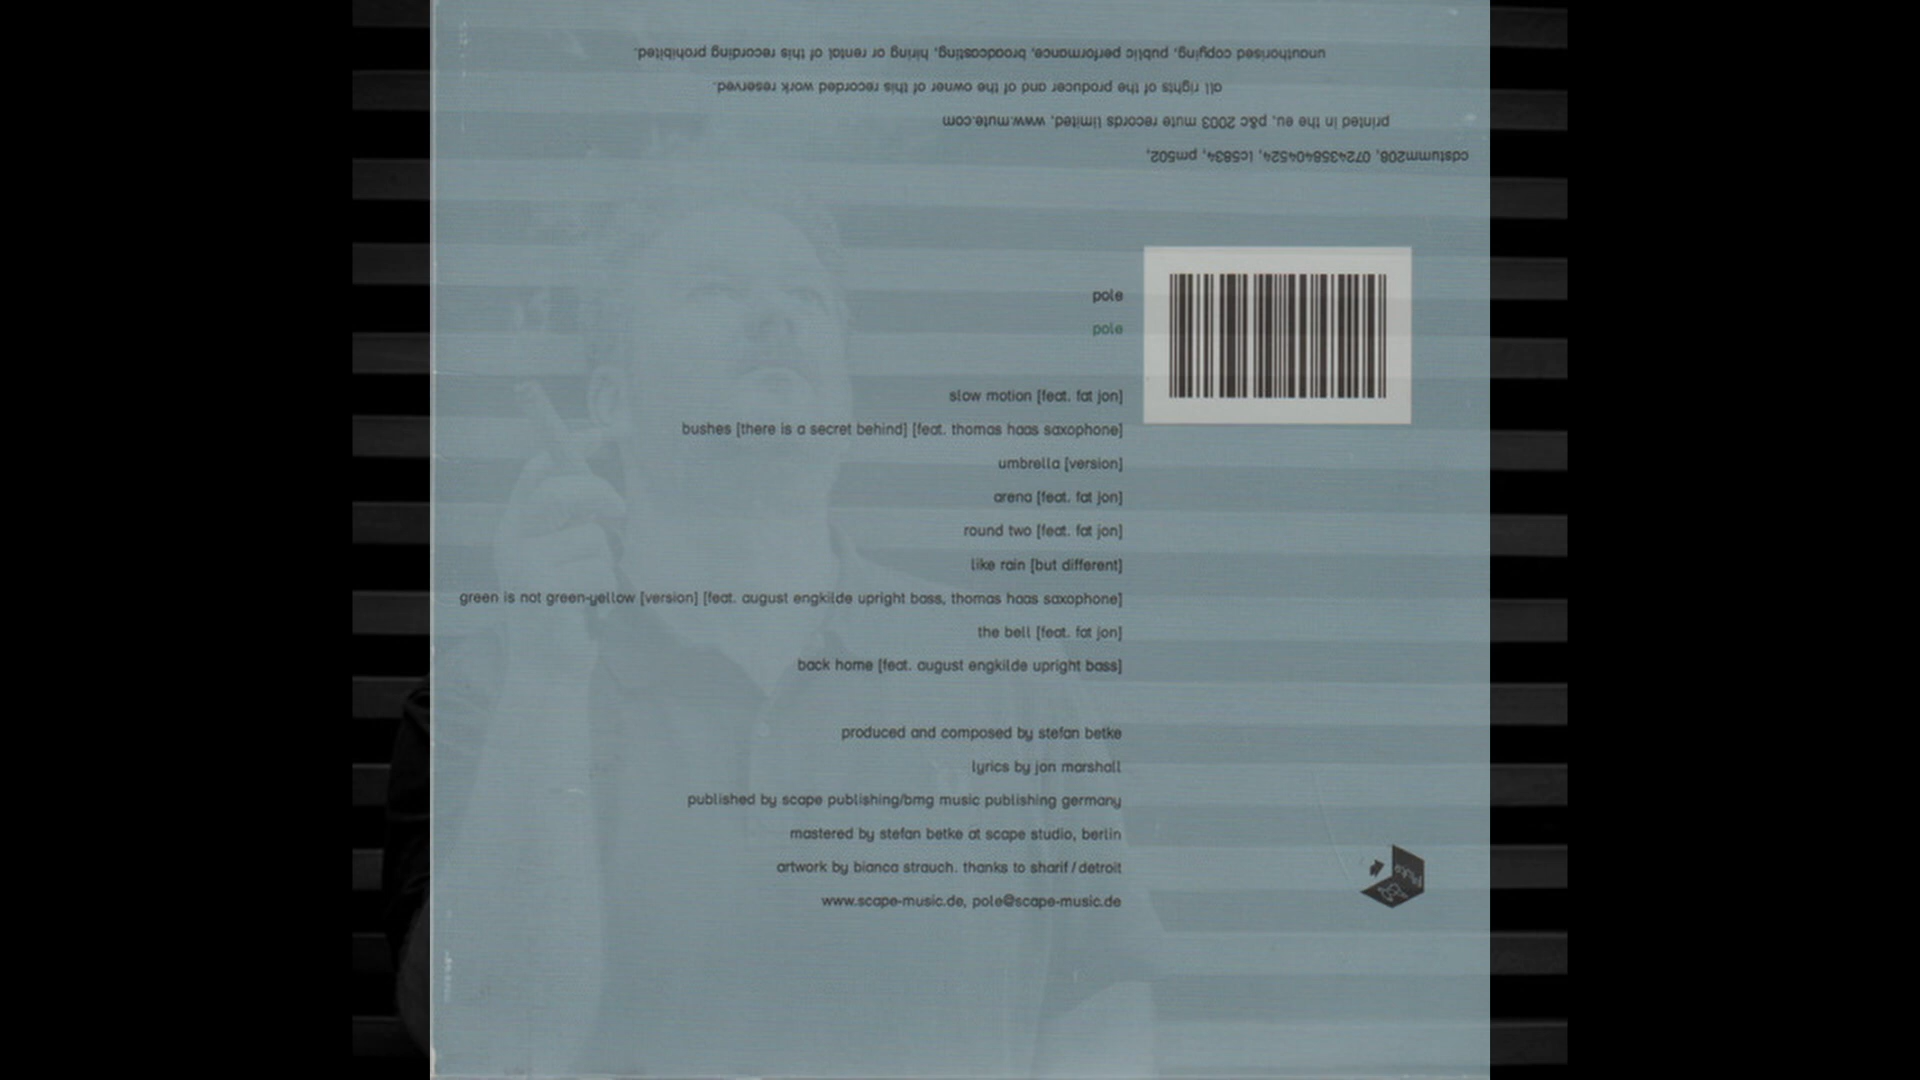 cdstumm208, 0724358404524, lc5834, pm502,
printed in the eu, p&c 2003 mute records limited, www.mute.com
all rights of the producer and of the owner of this recorded work reserved.
unauthorised copying, public performance, broadcasting, hiring or rental of this recording prohibited.
pole
pole
slow motion [feat. fat jon]
bushes [there is a secret behind] [feat. thomas haas saxophone]
umbrella [version]
arena [feat. fat jon]
round two [feat. fat jon]
like rain [but different]
green is not green-yellow [version] [feat. august engkilde upright bass, thomas haas saxophone]
the bell [feat. fat jon]
back home [feat. august engkilde upright bass]
produced and composed by stefan betke
lyrics by jon marshall
published by scape publishing/bmg music publishing germany
mastered by stefan betke at scape studio, berlin
artwork by bianca strauch. thanks to sharif / detroit
www.scape-music.de, pole@scape-music.de